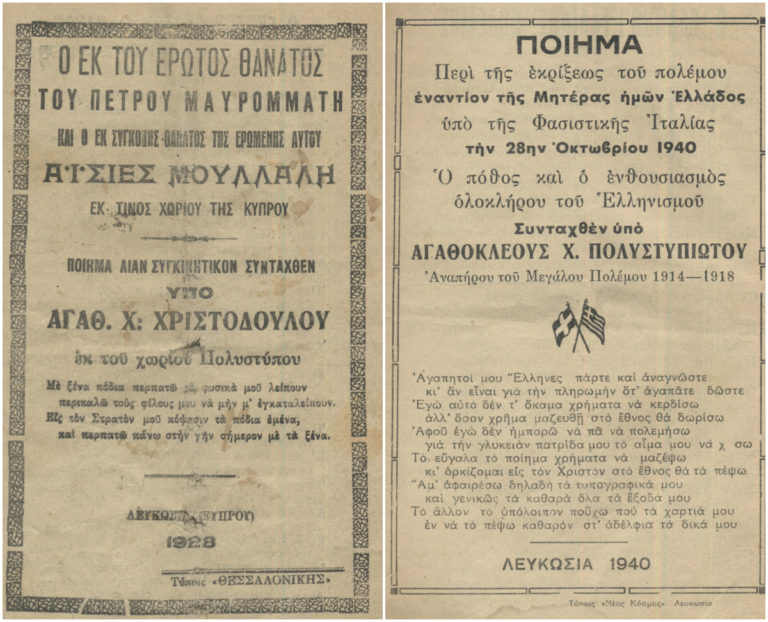 Ο ΕΚ ΤΟΥ ΕΡΩΤΟΣ ΘΑΝΑΤΟΣ
ΤΟΥ ΠΕΤΡΟΥ ΜΑΥΡΟΜΜΑΤΗ
ΚΑΙ Ο ΕΚ ΣΥΓΚΟΠΗΣ-ΘΑΝΑΤΟΣ ΤΗΣ ΕΡΩΜΕΝΗΣ ΑΥΤΟΥ
ΑΪΣΙΕΣ ΜΟΥΛΛΑΛΗ
ΕΚ ΤΙΝΟΣ ΧΩΡΙΟΥ ΤΗΣ ΚΥΠΡΟΥ
ΠΟΙΗΜΑ ΛΙΑΝ ΣΥΓΚΙΝΗΤΙΚΟΝ ΣΥΝΤΑΧΘΕΝ
ΥΠΟ
ΑΓΑΘ. Χ: ΧΡΙΣΤΟΔΟΥΛΟΥ
ἐκ τοῦ χωρίου Πολυστύπου
Μὲ ξένα πόδια περπατῶ τὰ φυσικὰ μοῦ λείπουν
περικαλῶ τοὺς φίλους μου νὰ μὴν μ' ἐγκαταλείπουν.
Εἰς τὸν Στρατὸν μοῦ κόψασιν τὰ πόδια ἐμένα,
καὶ περπατῶ πάνω στὴν γῆν σήμερον μὲ τὰ ξένα.
ΛΕΥΚΩΣΙΑ (ΚΥΠΡΟΥ)
1928
Τύποις «ΘΕΣΣΑΛΟΝΙΚΗΣ»
ΠΟΙΗΜΑ
Περὶ τῆς ἐκρίξεως τοῦ πολέμου
ἐναντίον τῆς Μητέρας ἡμῶν Ἑλλάδος
ὑπὸ τῆς Φασιστικῆς Ἰταλίας
τὴν 28ην Ὀκτωβρίου 1940
Ὁ πόθος καὶ ὁ ἐνθουσιασμὸς
ὁλοκλήρου τοῦ Ἑλληνισμοῦ
Συνταχθὲν ὑπὸ
ΑΓΑΘΟΚΛΕΟΥΣ Χ. ΠΟΛΥΣΤΥΠΙΩΤΟΥ
Ἀναπήρου τοῦ Μεγάλου Πολέμου 1914—1918
Ἀγαπητοί μου Ἕλληνες πάρτε καὶ ἀναγνῶστε
κι' ἂν εἶναι γιὰ τὴν πληρωμὴν ὅτ' ἀγαπᾶτε δῶστε
Ἐγὼ αὐτὸ δὲν τ' ὄκαμα χρήματα νὰ κερδίσω
ἀλλ' ὅσον χρῆμα μαζευθῇ στὸ ἔθνος θὰ δωρίσω
Ἀφοῦ ἐγὼ δὲν ἠμπορῶ νὰ πᾶ νὰ πολεμήσω
γιὰ τὴν γλυκειὰν πατρίδα μου τὸ αἷμα μου νὰ χ σω
Τὸ εὔγαλα τὸ ποίημα χρήματα νὰ μαζέψω
κι' ὁρκίζομαι εἰς τὸν Χριστὸν στὸ ἔθνος θὰ τὰ πέψω
Ἅμ' ἀφαιρέσω δηλαδὴ τὰ τυπογραφικά μου
καὶ γενικῶς τὰ καθαρὰ ὅλα τὰ ἔξοδά μου
Τὸ ἄλλον τὸ ὑπόλοιπον ποὔχω ποὺ τὰ χαρτιά μου
ἐν νὰ τὸ πέψω καθαρὸν στ' ἀδέλφια τὰ δικά μου
ΛΕΥΚΩΣΙΑ 1940
Τύποις «Νέος Κόσμος» Λευκωσία